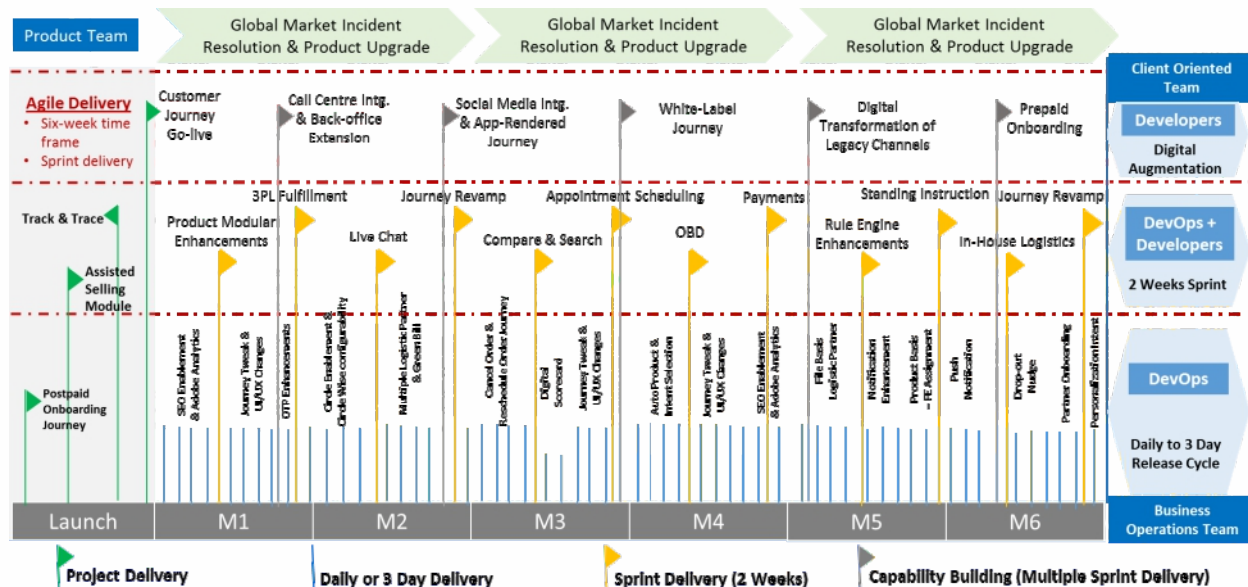 Product Team
Global Market Incident
Resolution & Product Upgrade
Global Market Incident
Resolution & Product Upgrade
Global Market Incident
Resolution & Product Upgrade
Client Oriented
Team
Agile Delivery
• Six-week time
frame
• Sprint delivery
Customer
Journey
Go-live
Call Centre Intg.
& Back-office
Extension
Social Media Intg.
& App-Rendered
Journey
White-Label
Journey
Digital
Transformation of
Legacy Channels
Prepaid
Onboarding
Developers
Digital
Augmentation
3PL Fulfillment
Journey Revamp
Appointment Scheduling
Payments
Standing Instruction
Journey Revamp
Track & Trace
Product Modular
Enhancements
Live Chat
Compare & Search
OBD
Rule Engine
Enhancements
In-House Logistics
DevOps +
Developers
2 Weeks Sprint
Assisted
Selling
Module
Postpaid
Onboarding
Journey
SEO Enablement
& Adobe Analytics
Journey Tweak &
UI/UX Changes
OTP Enhancements
Circle Enablement &
Circle Wise configurability
Multiple Logistic Partner
& Green Bill
Cancel Order &
Reschedule Order Journey
Digital
Scorecard
Journey Tweak &
UI/UX Changes
Auto Product &
Intent Selection
Journey Tweak &
UI/UX Changes
SEO Enablement
& Adobe Analytics
File Basis
Logistic Partner
Notification
Enhancement
Product Basis
– FE Assignment
Push
Notification
Drop-out
Nudge
Partner Onboarding
Personalization Intent
DevOps
Daily to 3 Day
Release Cycle
Launch
M1
M2
M3
M4
M5
M6
Business
Operations Team
Project Delivery
Daily or 3 Day Delivery
Sprint Delivery (2 Weeks)
Capability Building (Multiple Sprint Delivery)